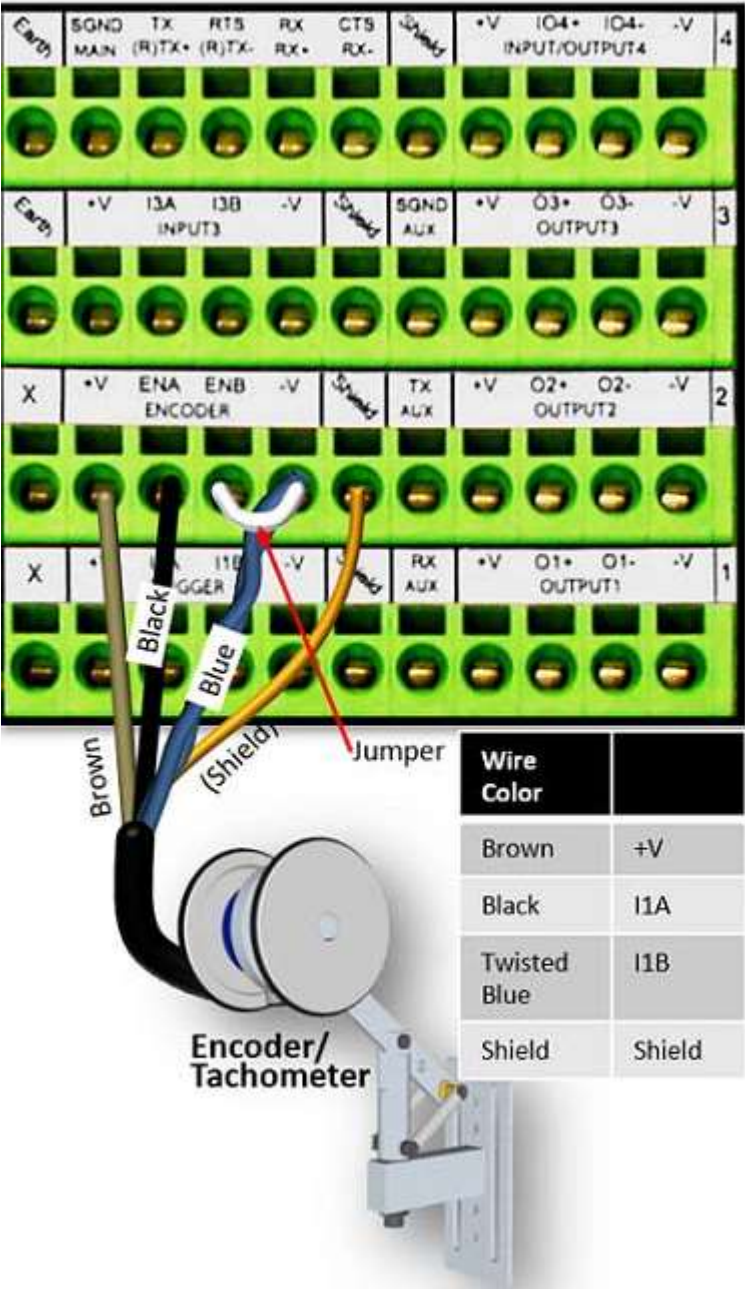 Earth SGND TX RTS RX CTS Shield +V IO4+ IO4- -V 4
MAIN (R)TX+ (R)TX- RX+ RX- INPUT/OUTPUT4
Earth +V I3A I3B -V Shield SGND +V O3+ O3- -V 3
INPUT3 AUX OUTPUT3
X +V ENA ENB -V Shield TX +V O2+ O2- -V 2
ENCODER AUX OUTPUT2
X I1B -V RX +V O1+ O1- -V 1
AUX OUTPUT1
Black
Blue
Brown
(Shield)
Jumper
Wire
Color
Brown +V
Black I1A
Twisted I1B
Blue
Shield Shield
Encoder/
Tachometer